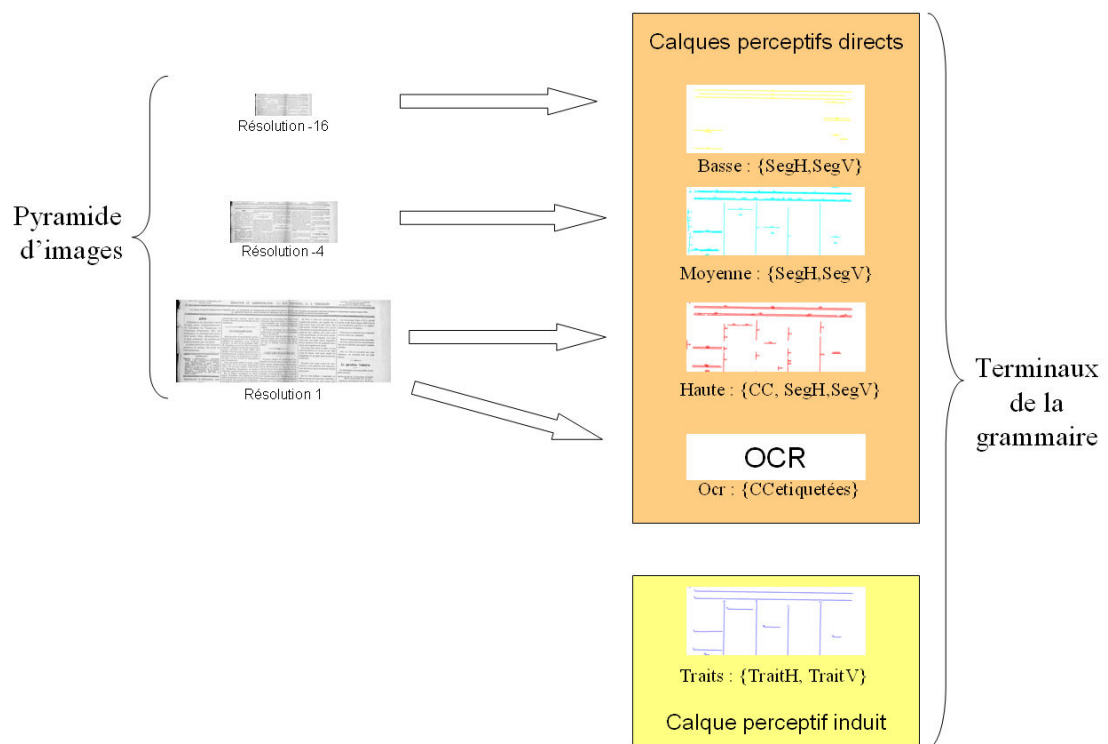 Pyramide
d'images
Résolution -16
Résolution -4
Résolution 1
Calques perceptifs directs
Basse : {SegH,SegV}
Moyenne : {SegH,SegV}
Haute : {CC, SegH,SegV}
OCR
Ocr : {CCetiquetées}
Traits : {TraitH, TraitV}
Calque perceptif induit
Terminaux
de la
grammaire